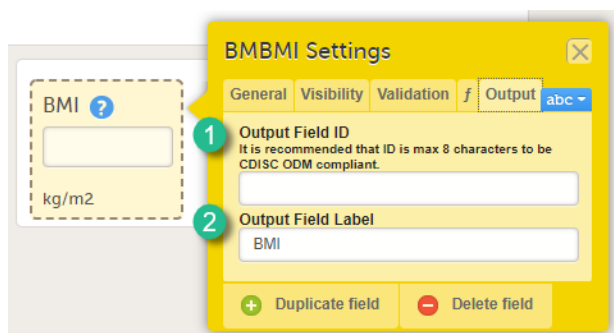 BMBMI Settings
General Visibility Validation f Output abc
BMI ?
1 Output Field ID
It is recommended that ID is max 8 characters to be
CDISC ODM compliant.
kg/m2
2 Output Field Label
BMI
Duplicate field Delete field